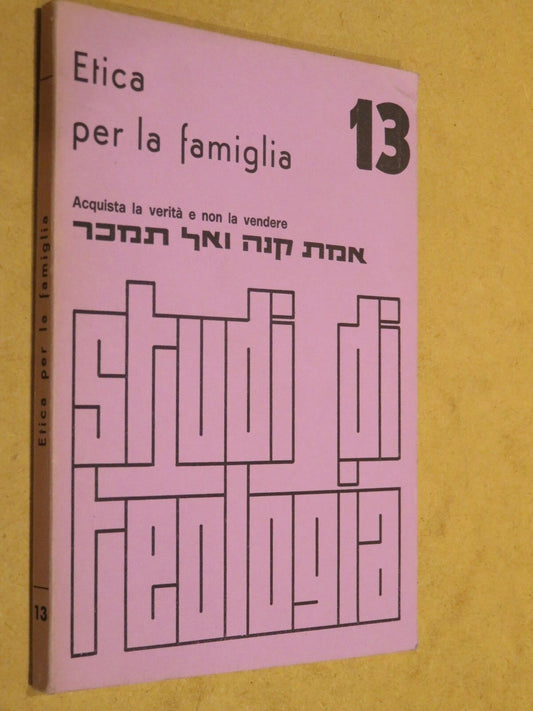 Etica
per la famiglia
13
Acquista la verità e non la vendere
אמת קנה ואל תמכר
studi di
teologia
Etica per la famiglia
13